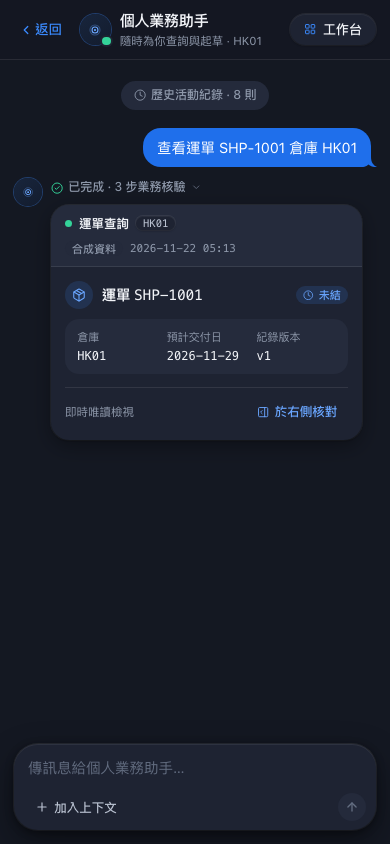 返回
個人業務助手
隨時為你查詢與起草 · HK01
工作台
歷史活動紀錄 · 8 則
查看運單 SHP-1001 倉庫 HK01
已完成 · 3 步業務核驗
運單查詢 HK01
合成資料 2026-11-22 05:13
運單 SHP-1001
未結
倉庫 預計交付日 紀錄版本
HK01 2026-11-29 v1
即時唯讀檢視
於右側核對
傳訊息給個人業務助手…
加入上下文